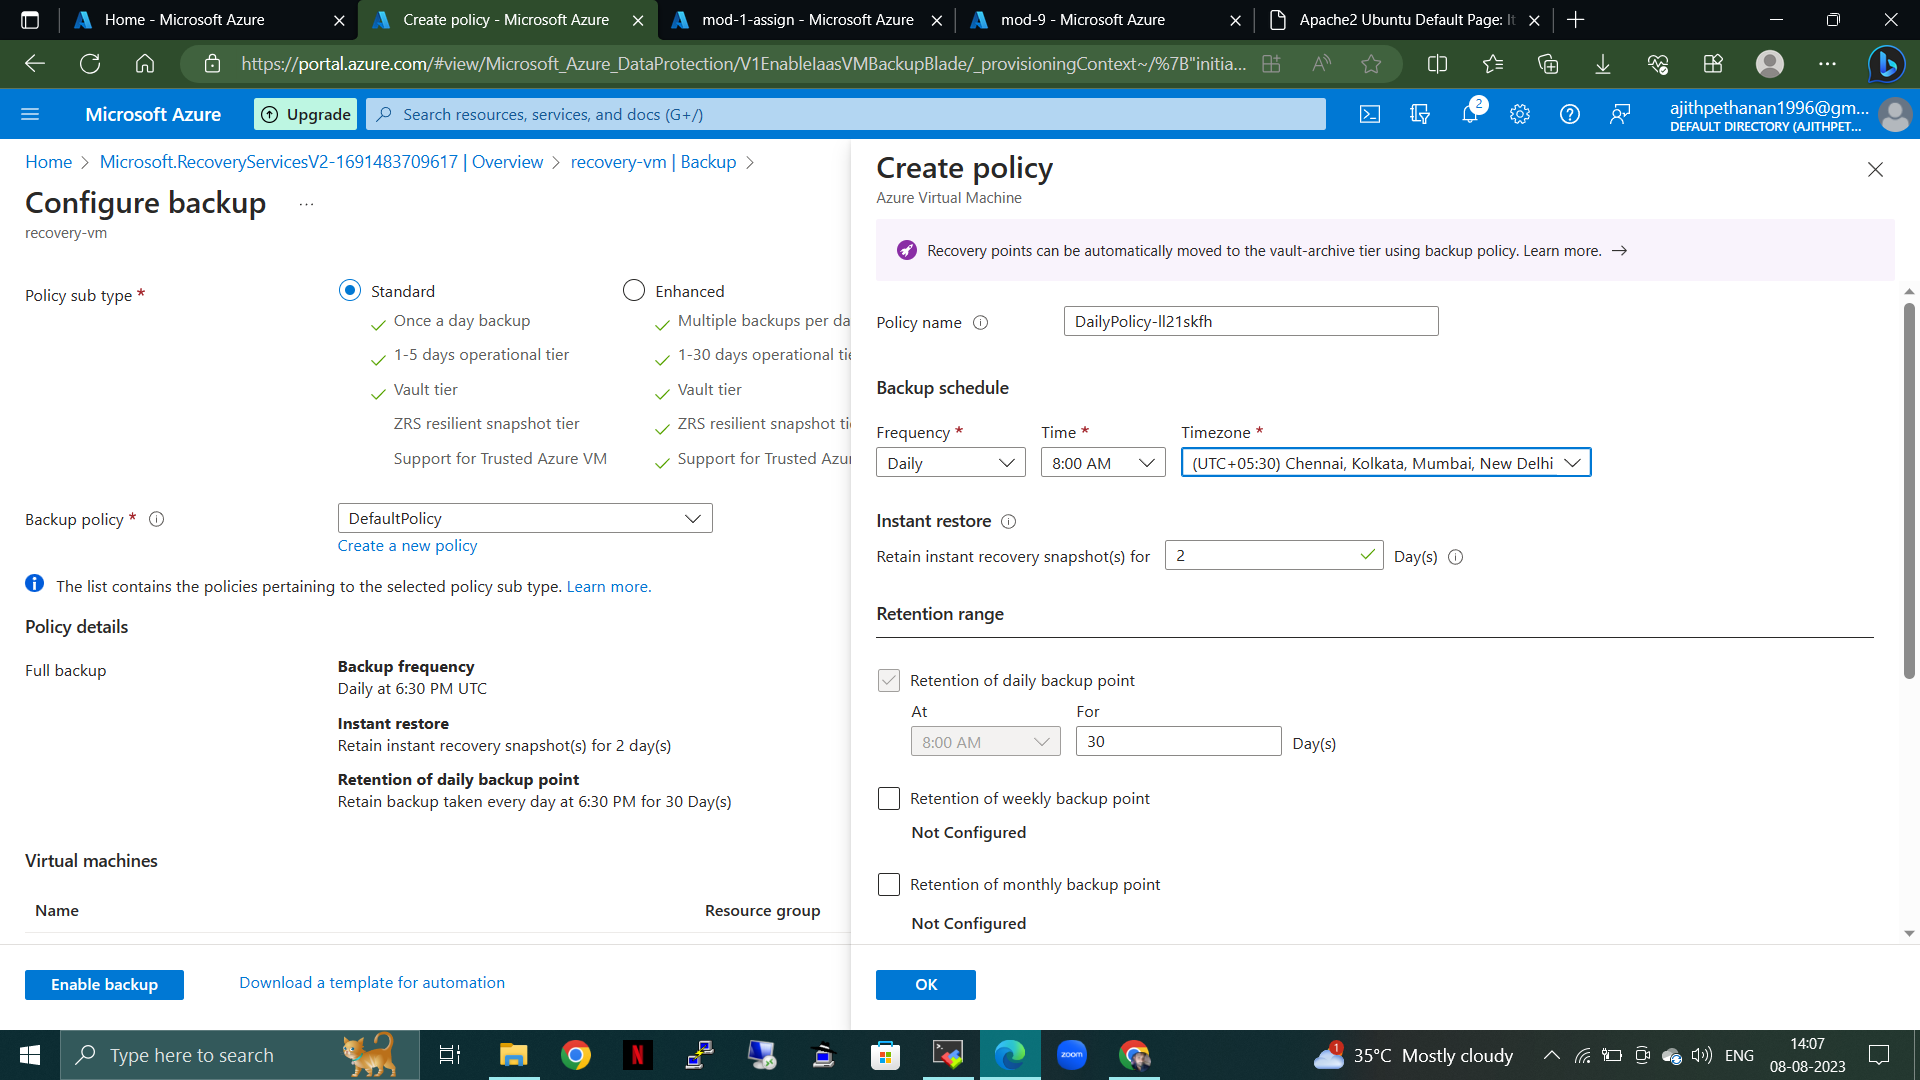 Home - Microsoft Azure
Create policy - Microsoft Azure
mod-1-assign - Microsoft Azure
mod-9 - Microsoft Azure
Apache2 Ubuntu Default Page: It
https://portal.azure.com/#view/Microsoft_Azure_DataProtection/V1EnableIaasVMBackupBlade/_provisioningContext~/%7B"initia...
Microsoft Azure
Upgrade
Search resources, services, and docs (G+/)
2
ajithpethanan1996@gm...
DEFAULT DIRECTORY (AJITHPET...
Home > Microsoft.RecoveryServicesV2-1691483709617 | Overview > recovery-vm | Backup >
Configure backup ...
recovery-vm
Policy sub type *
Standard
Once a day backup
1-5 days operational tier
Vault tier
ZRS resilient snapshot tier
Support for Trusted Azure VM
Enhanced
Multiple backups per da
1-30 days operational tie
Vault tier
ZRS resilient snapshot ti
Support for Trusted Azu
Backup policy *
DefaultPolicy
Create a new policy
The list contains the policies pertaining to the selected policy sub type. Learn more.
Policy details
Full backup
Backup frequency
Daily at 6:30 PM UTC
Instant restore
Retain instant recovery snapshot(s) for 2 day(s)
Retention of daily backup point
Retain backup taken every day at 6:30 PM for 30 Day(s)
Virtual machines
Name
Resource group
Enable backup
Download a template for automation
Create policy
Azure Virtual Machine
Recovery points can be automatically moved to the vault-archive tier using backup policy. Learn more. →
Policy name
DailyPolicy-ll21skfh
Backup schedule
Frequency *
Time *
Timezone *
Daily
8:00 AM
(UTC+05:30) Chennai, Kolkata, Mumbai, New Delhi
Instant restore
Retain instant recovery snapshot(s) for
2
Day(s)
Retention range
Retention of daily backup point
At
For
8:00 AM
30
Day(s)
Retention of weekly backup point
Not Configured
Retention of monthly backup point
Not Configured
OK
Type here to search
zoom
1
35°C Mostly cloudy
ENG
14:07
08-08-2023